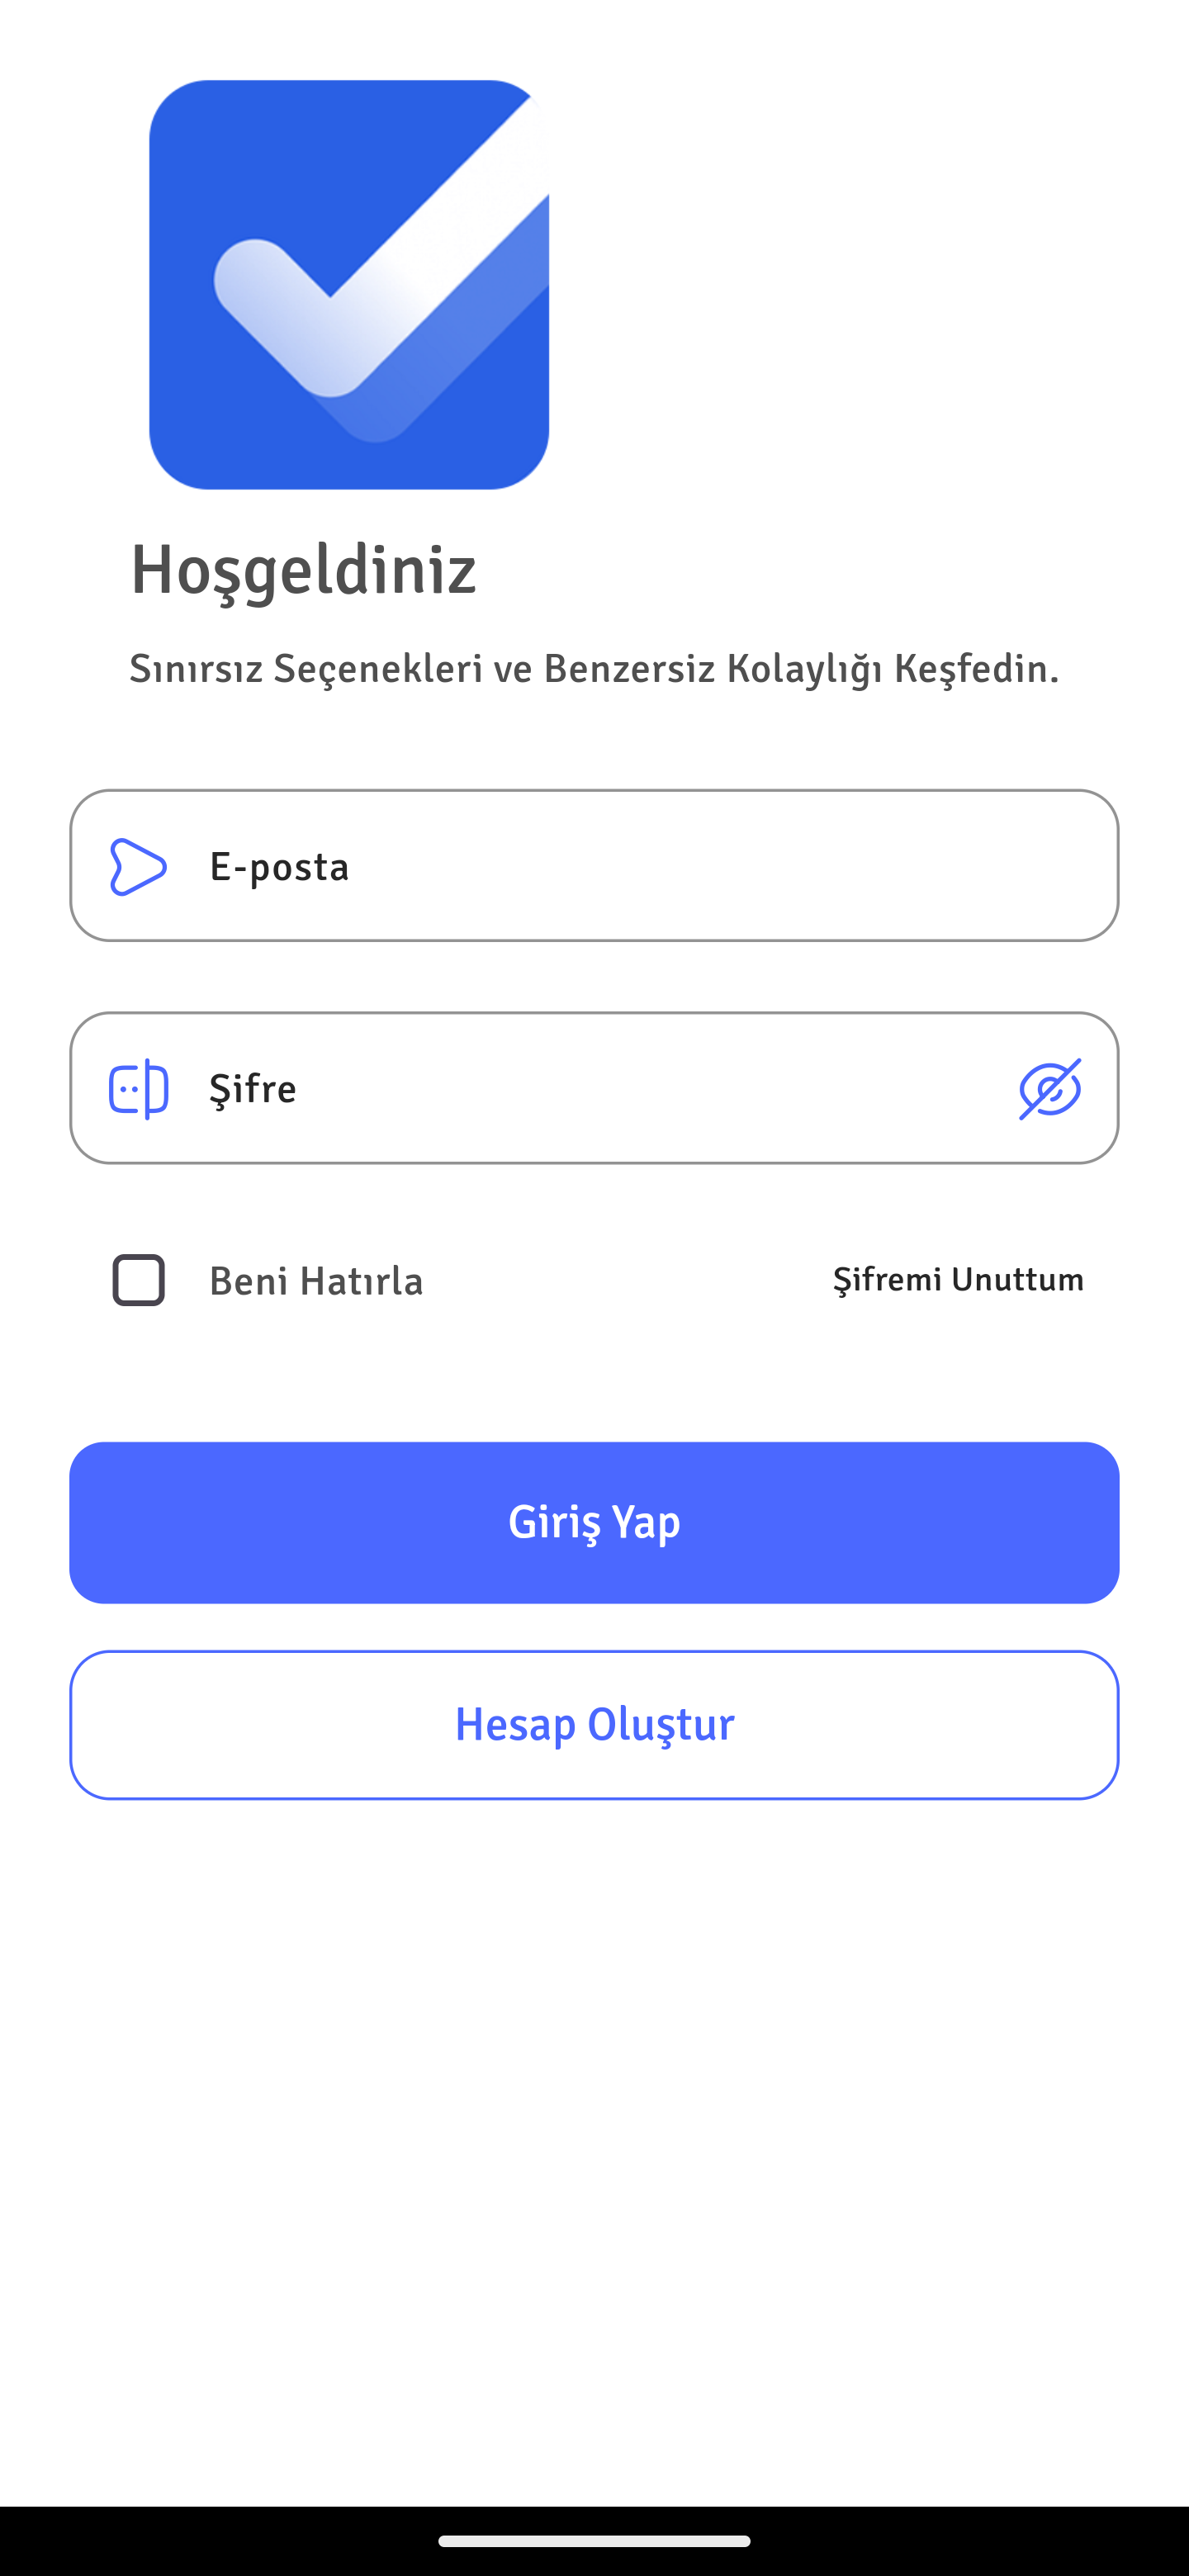 Hoşgeldiniz
Sınırsız Seçenekleri ve Benzersiz Kolaylığı Keşfedin.
E-posta
Şifre
Beni Hatırla
Şifremi Unuttum
Giriş Yap
Hesap Oluştur